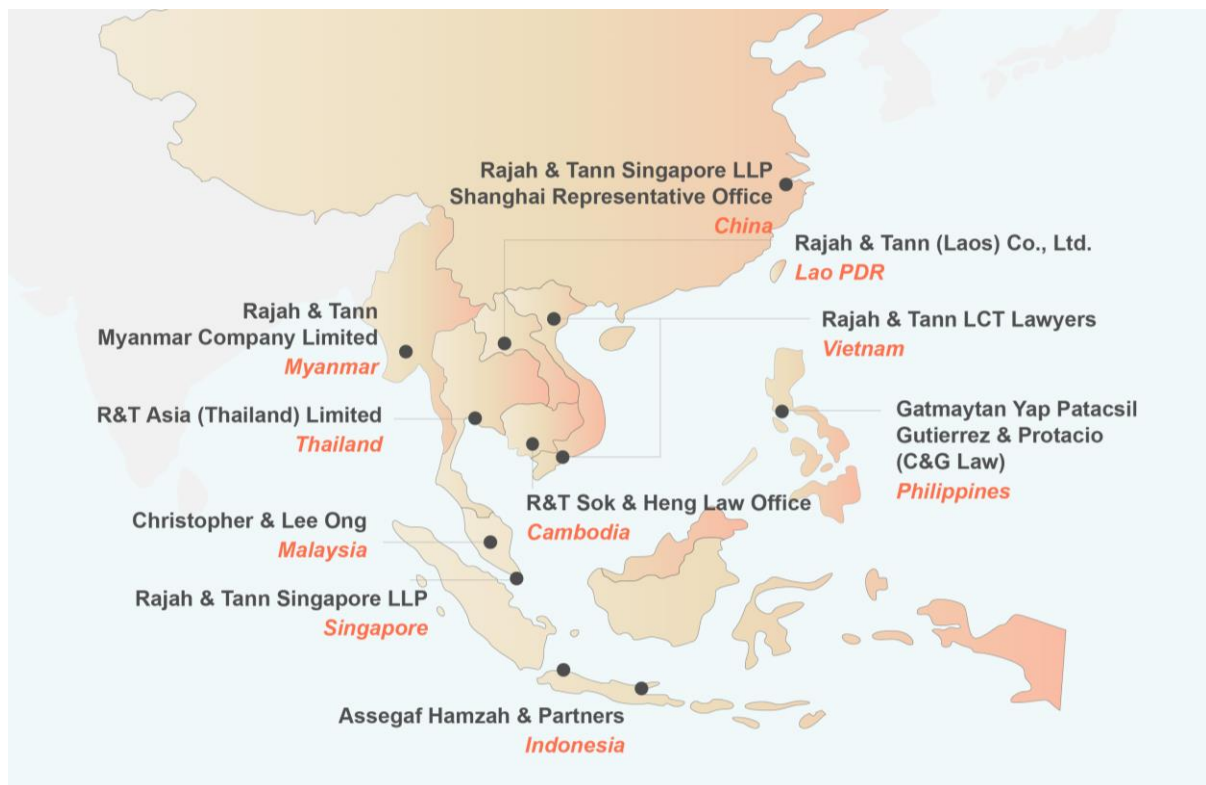 Rajah & Tann Singapore LLP
Shanghai Representative Office
China
Rajah & Tann (Laos) Co., Ltd.
Lao PDR
Rajah & Tann
Myanmar Company Limited
Myanmar
Rajah & Tann LCT Lawyers
Vietnam
R&T Asia (Thailand) Limited
Thailand
Gatmaytan Yap Patacsil
Gutierrez & Protacio
(C&G Law)
Philippines
R&T Sok & Heng Law Office
Cambodia
Christopher & Lee Ong
Malaysia
Rajah & Tann Singapore LLP
Singapore
Assegaf Hamzah & Partners
Indonesia